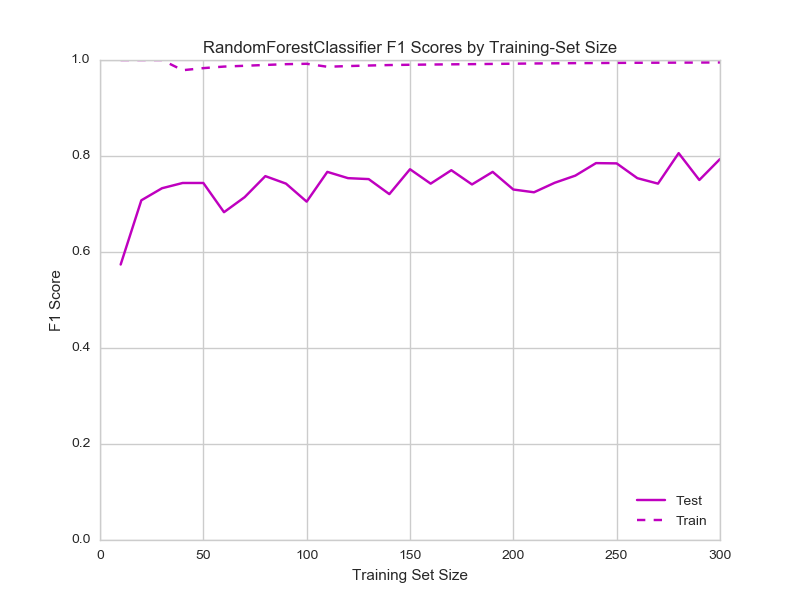 RandomForestClassifier F1 Scores by Training-Set Size
1.0
0.8
0.6
0.4
0.2
0.0
F1 Score
0 50 100 150 200 250 300
Training Set Size
Test
Train